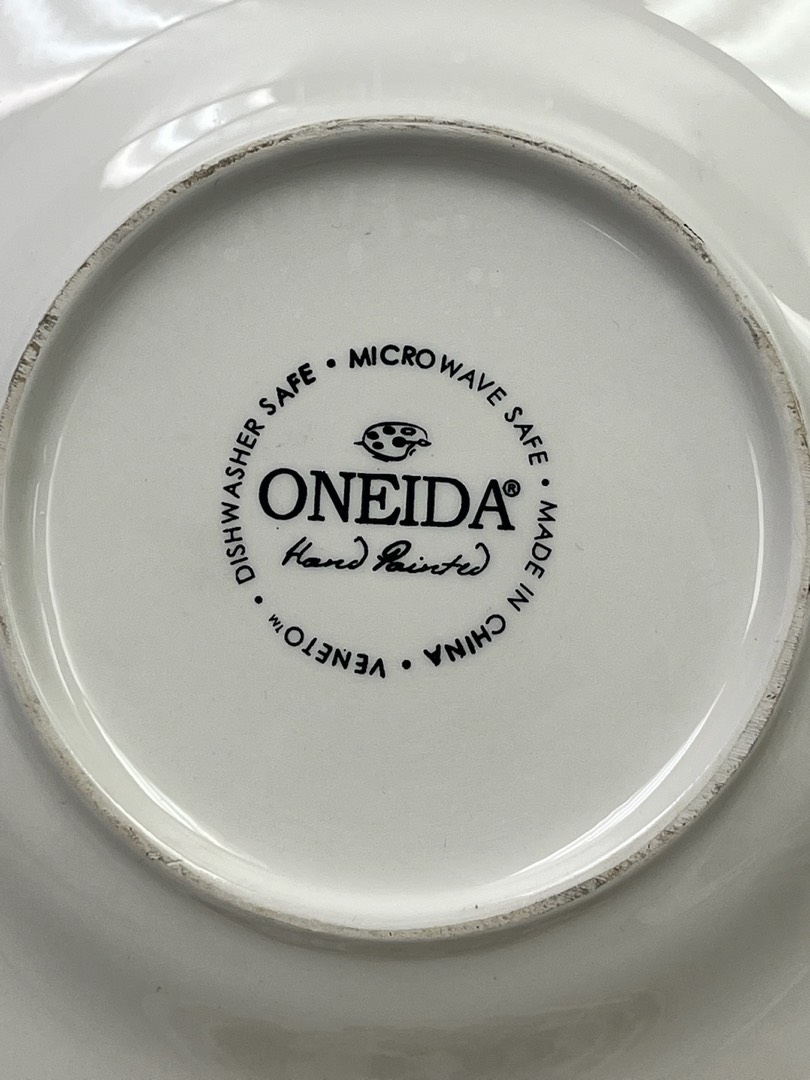 DISHWASHER SAFE • MICROWAVE SAFE • MADE IN CHINA • VENETO™ •
ONEIDA®
Hand Painted